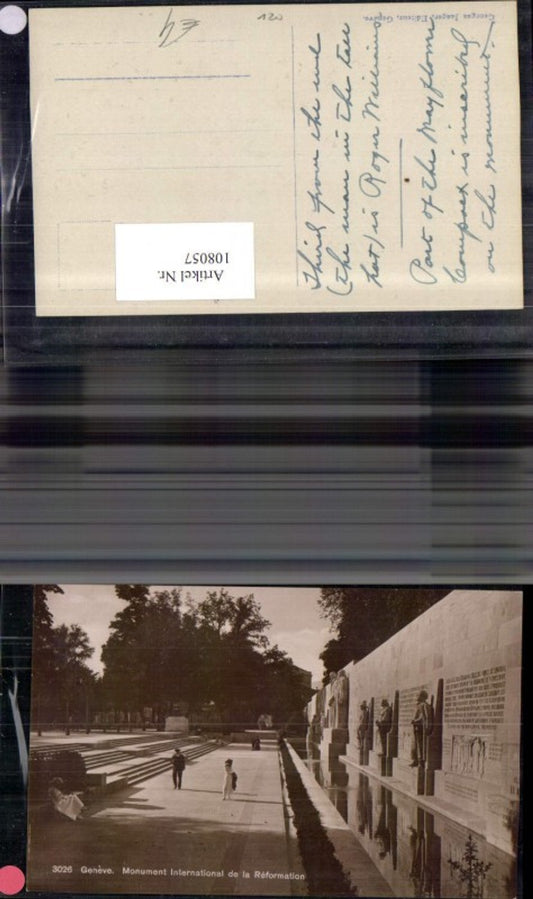 120
Georges Jaeger, Editeur, Genève.
Third from the end
(the man in the tall
hat) is Roger Williams
Part of the Mayflower
Compact is inscribed
on the monument.
Artikel Nr.
108057
3026 Genève. Monument International de la Réformation